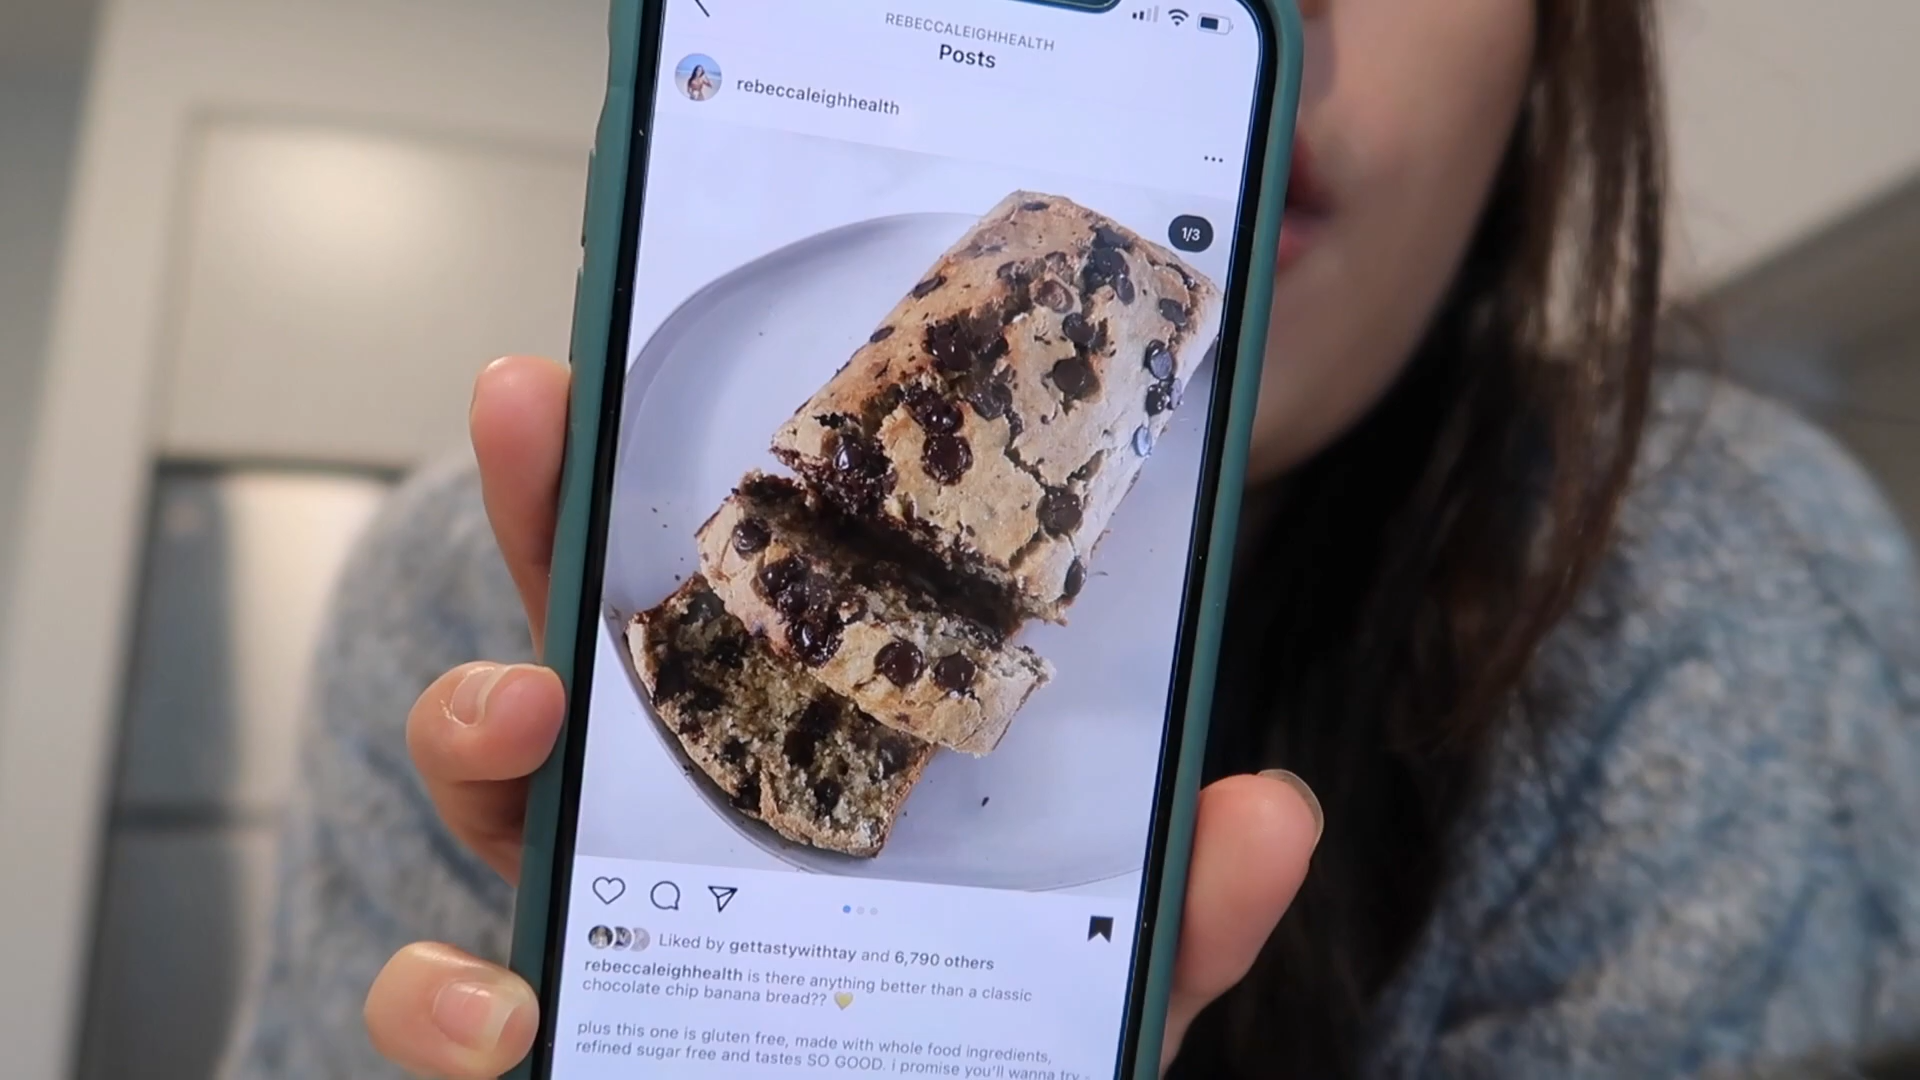 REBECCALEIGHHEALTH
Posts
rebeccaleighhealth
1/3
Liked by gettastywithtay and 6,790 others
rebeccaleighhealth is there anything better than a classic
chocolate chip banana bread?? 💛
plus this one is gluten free, made with whole food ingredients,
refined sugar free and tastes SO GOOD. i promise you'll wanna try